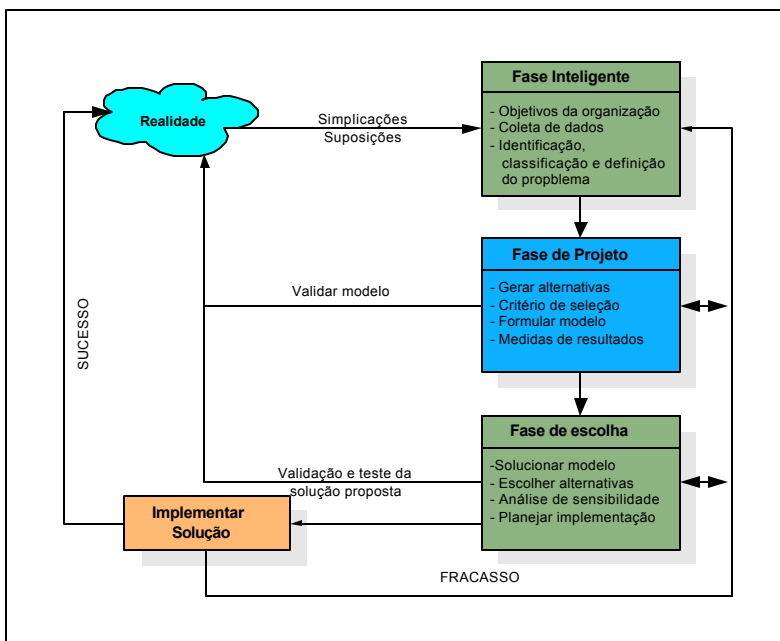 Realidade
Simplicações
Suposições
Fase Inteligente
- Objetivos da organização
- Coleta de dados
- Identificação,
classificação e definição
do propblema
Fase de Projeto
- Gerar alternativas
- Critério de seleção
- Formular modelo
- Medidas de resultados
Validar modelo
SUCESSO
Fase de escolha
-Solucionar modelo
- Escolher alternativas
- Análise de sensibilidade
- Planejar implementação
Validação e teste da
solução proposta
Implementar
Solução
FRACASSO